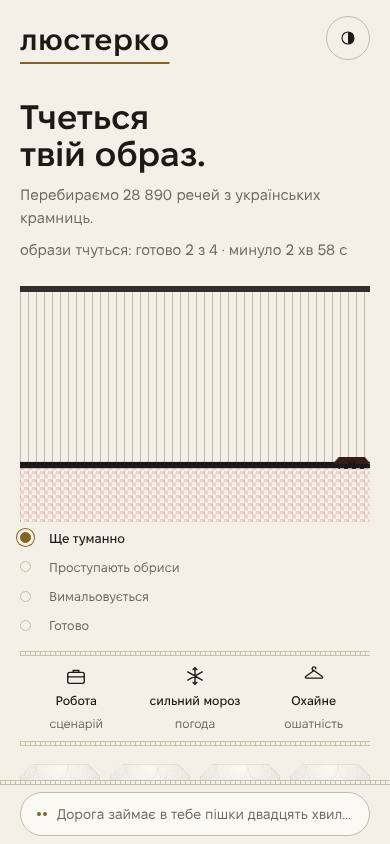 люстерко
Тчеться
твій образ.
Перебираємо 28 890 речей з українських
крамниць.
образи тчуться: готово 2 з 4 · минуло 2 хв 58 с
Ще туманно
Проступають обриси
Вимальовується
Готово
Робота
сценарій
сильний мороз
погода
Охайне
ошатність
Дорога займає в тебе пішки двадцять хвил...